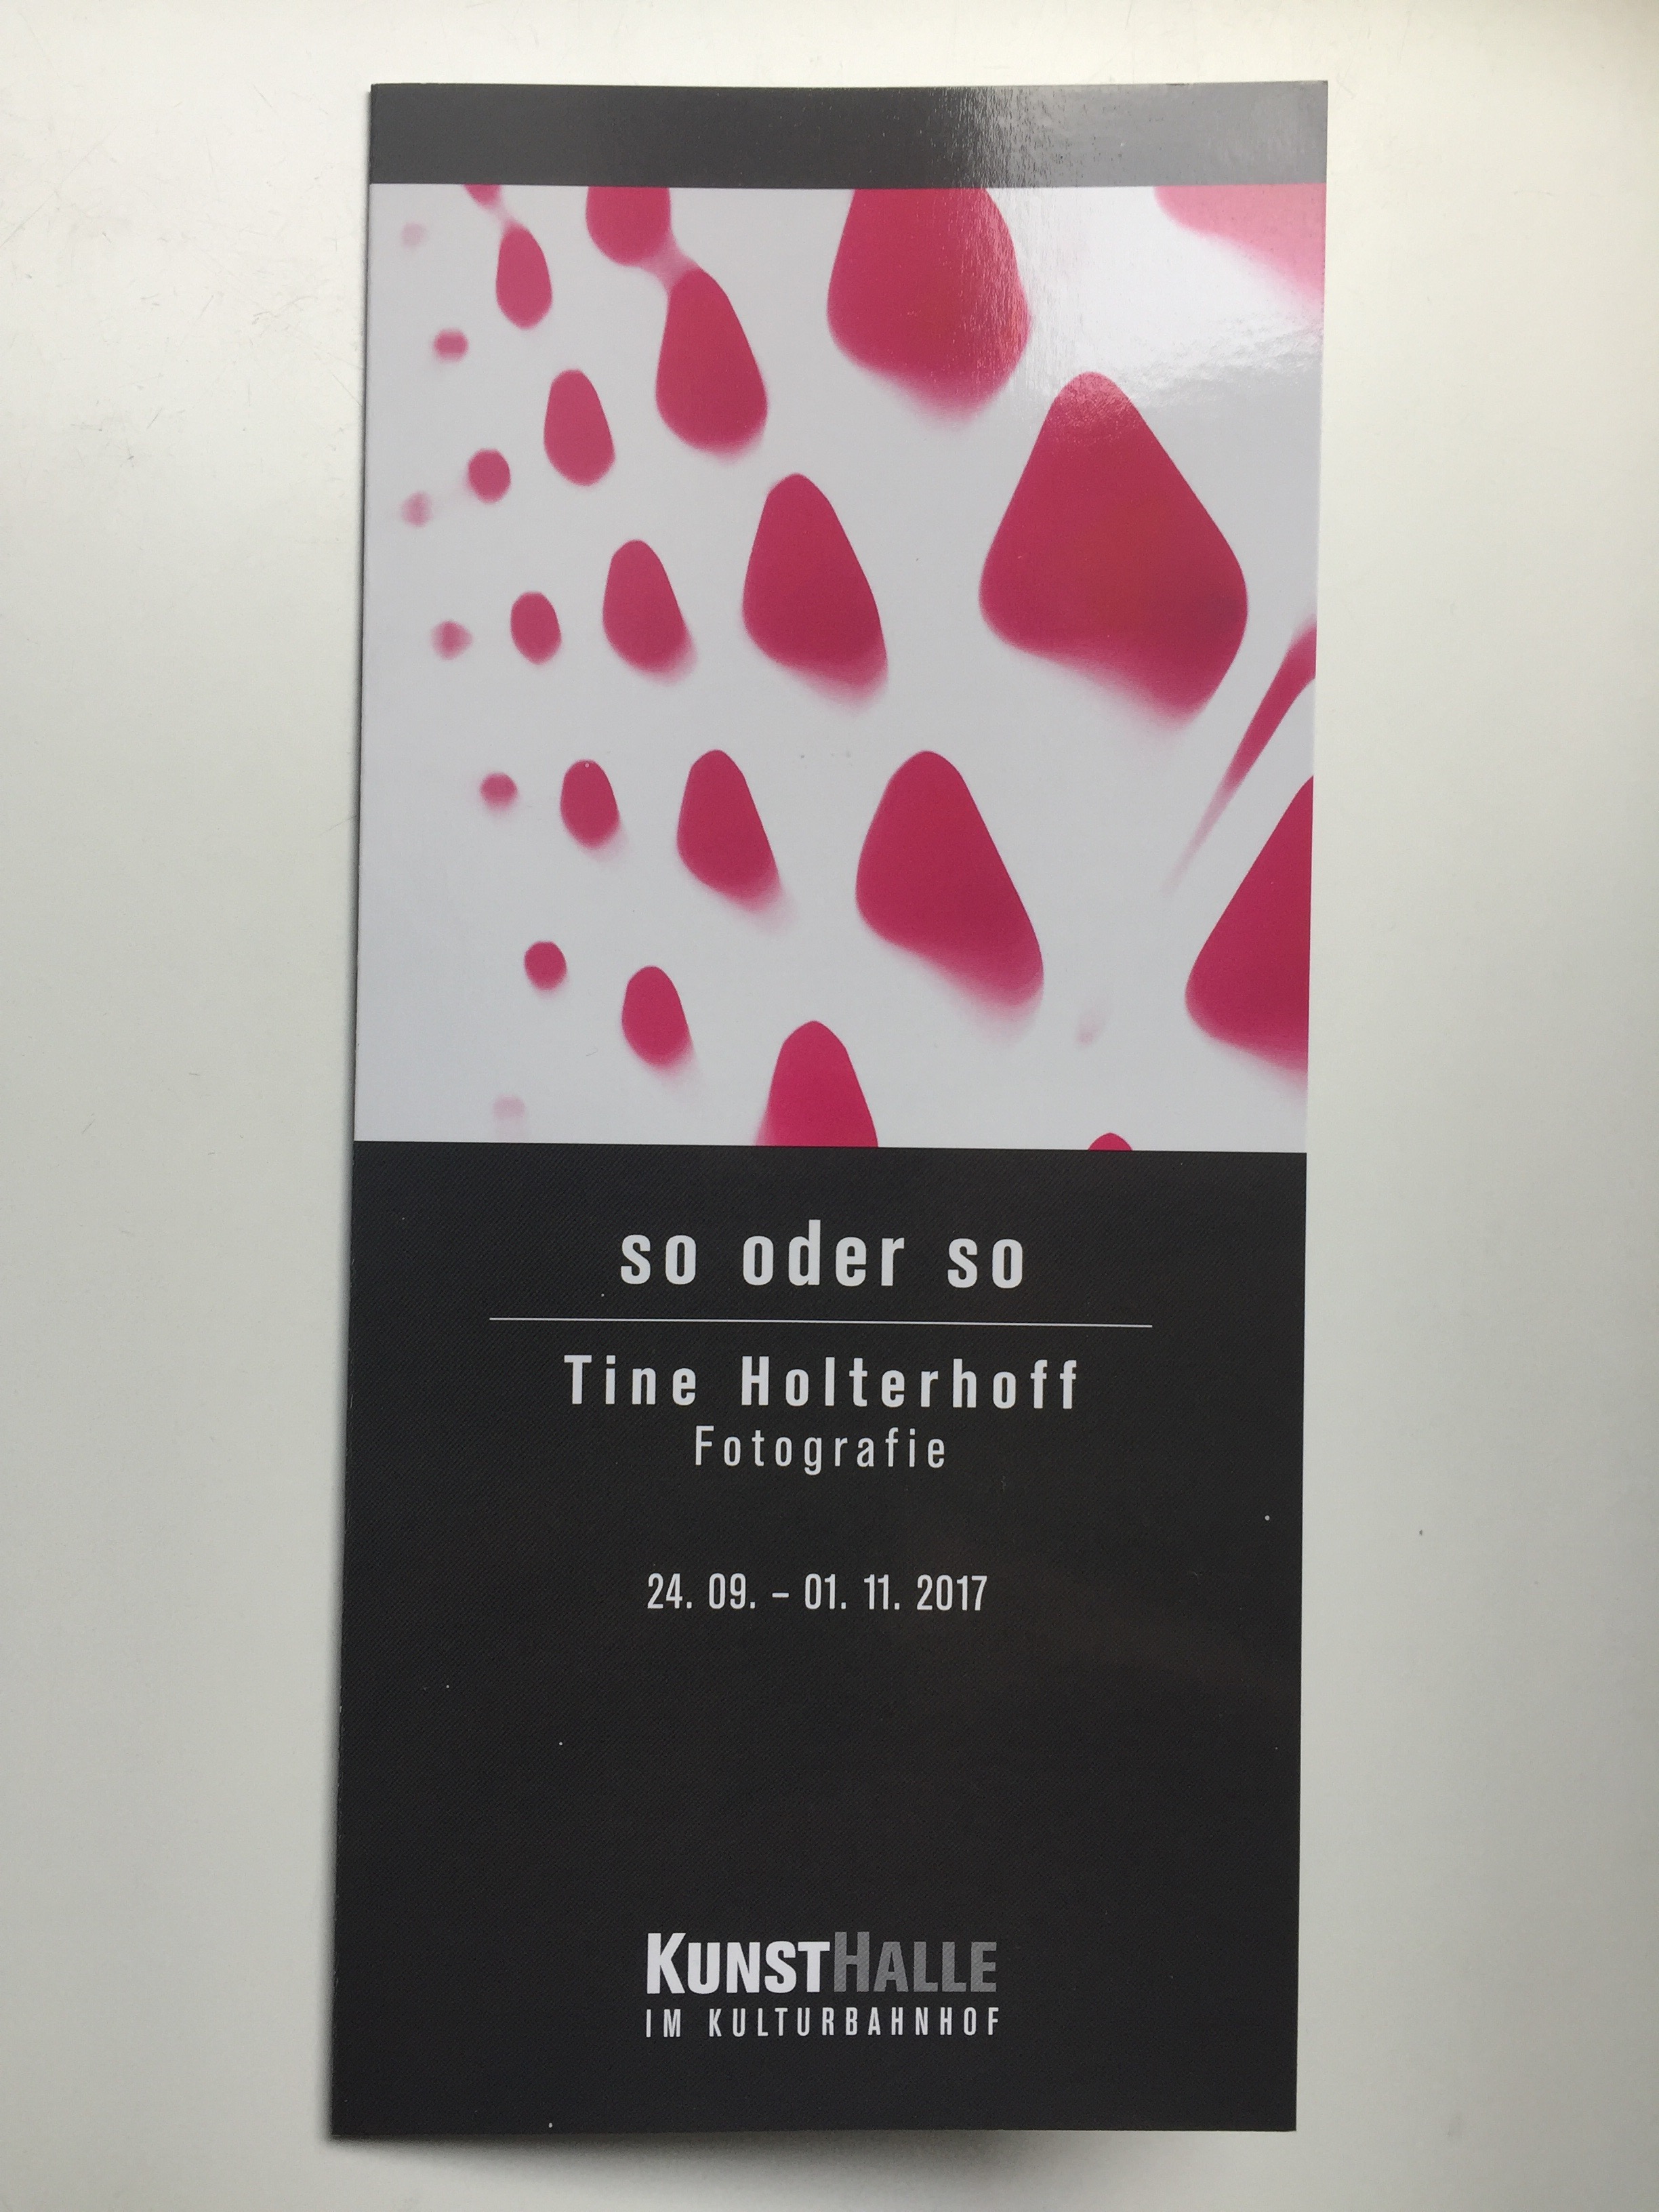 so oder so
Tine Holterhoff
Fotografie
24. 09. – 01. 11. 2017
KUNSTHALLE
IM KULTURBAHNHOF